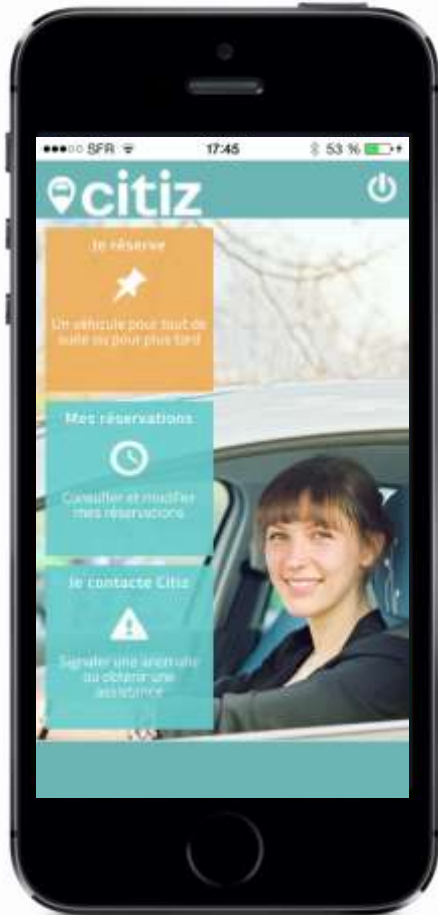 SFR 17:45 53 %
citiz
Je réserve
Un véhicule pour tout de
suite ou pour plus tard
Mes réservations
Consulter et modifier
mes réservations
Je contacte Citiz
Signaler une anomalie
ou obtenir une
assistance